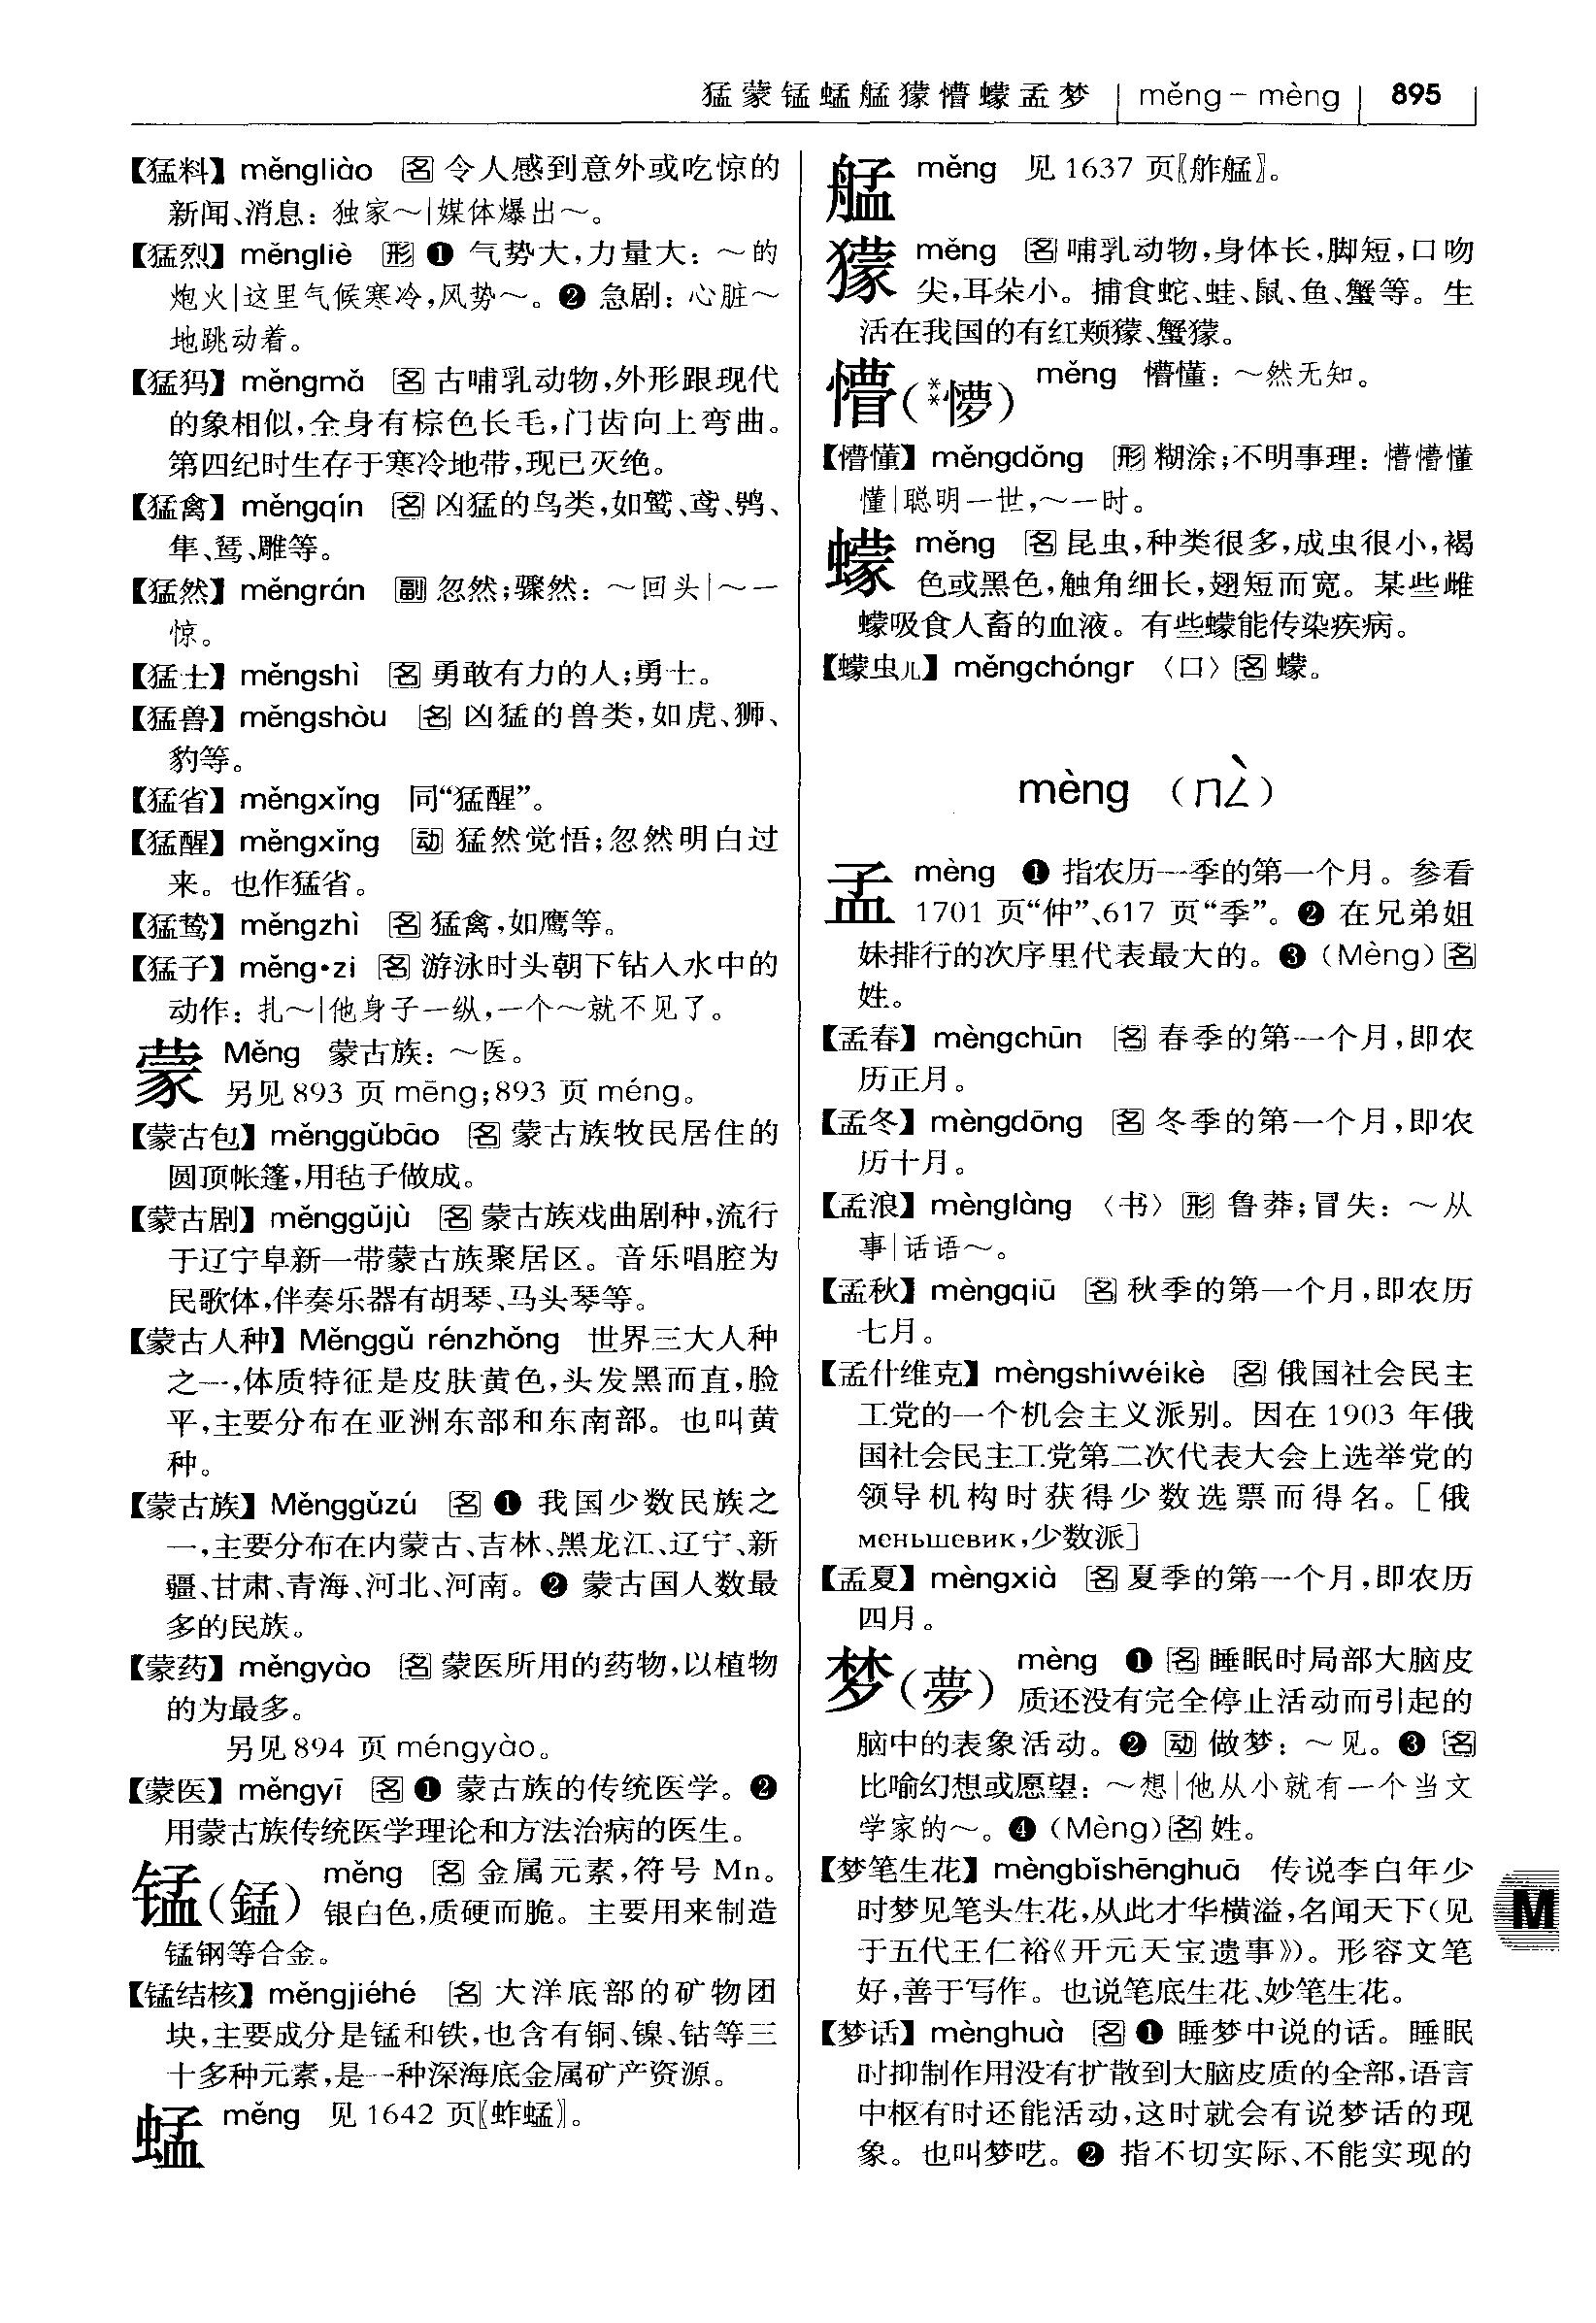 猛蒙锰蜢艋獴懵蠓孟梦 | měng－mèng | 895
【猛料】měngliào 名 令人感到意外或吃惊的
新闻、消息：独家～|媒体爆出～。
【猛烈】měngliè 形 ❶ 气势大，力量大：～的
炮火|这里气候寒冷，风势～。❷ 急剧：心脏～
地跳动着。
【猛犸】měngmǎ 名 古哺乳动物，外形跟现代
的象相似，全身有棕色长毛，门齿向上弯曲。
第四纪时生存于寒冷地带，现已灭绝。
【猛禽】měngqín 名 凶猛的鸟类，如鹫、鸢、鸮、
隼、鵟、雕等。
【猛然】měngrán 副 忽然；骤然：～回头|～一
惊。
【猛士】měngshì 名 勇敢有力的人；勇士。
【猛兽】měngshòu 名 凶猛的兽类，如虎、狮、
豹等。
【猛省】měngxǐng 同“猛醒”。
【猛醒】měngxǐng 动 猛然觉悟；忽然明白过
来。也作猛省。
【猛鸷】měngzhì 名 猛禽，如鹰等。
【猛子】měng•zi 名 游泳时头朝下钻入水中的
动作：扎～|他身子一纵，一个～就不见了。
蒙 Měng 蒙古族：～医。
另见 893 页 mēng；893 页 méng。
【蒙古包】měnggǔbāo 名 蒙古族牧民居住的
圆顶帐篷，用毡子做成。
【蒙古剧】měnggǔjù 名 蒙古族戏曲剧种，流行
于辽宁阜新一带蒙古族聚居区。音乐唱腔为
民歌体，伴奏乐器有胡琴、马头琴等。
【蒙古人种】Měnggǔ rénzhǒng 世界三大人种
之一，体质特征是皮肤黄色，头发黑而直，脸
平，主要分布在亚洲东部和东南部。也叫黄
种。
【蒙古族】Měnggǔzú 名 ❶ 我国少数民族之
一，主要分布在内蒙古、吉林、黑龙江、辽宁、新
疆、甘肃、青海、河北、河南。❷ 蒙古国人数最
多的民族。
【蒙药】měngyào 名 蒙医所用的药物，以植物
的为最多。
另见 894 页 méngyào。
【蒙医】měngyī 名 ❶ 蒙古族的传统医学。❷
用蒙古族传统医学理论和方法治病的医生。
锰（錳） měng 名 金属元素，符号 Mn。
银白色，质硬而脆。主要用来制造
锰钢等合金。
【锰结核】měngjiéhé 名 大洋底部的矿物团
块，主要成分是锰和铁，也含有铜、镍、钴等三
十多种元素，是一种深海底金属矿产资源。
蜢 měng 见 1642 页〖蚱蜢〗。
艋 měng 见 1637 页〖舴艋〗。
獴 měng 名 哺乳动物，身体长，脚短，口吻
尖，耳朵小。捕食蛇、蛙、鼠、鱼、蟹等。生
活在我国的有红颊獴、蟹獴。
懵（**懜） měng 懵懂：～然无知。
【懵懂】měngdǒng 形 糊涂；不明事理：懵懵懂
懂|聪明一世，～一时。
蠓 měng 名 昆虫，种类很多，成虫很小，褐
色或黑色，触角细长，翅短而宽。某些雌
蠓吸食人畜的血液。有些蠓能传染疾病。
【蠓虫儿】měngchóngr 〈口〉名 蠓。
mèng （ㄇㄥˋ）
孟 mèng ❶ 指农历一季的第一个月。参看
1701 页“仲”、617 页“季”。❷ 在兄弟姐
妹排行的次序里代表最大的。❸（Mèng）名
姓。
【孟春】mèngchūn 名 春季的第一个月，即农
历正月。
【孟冬】mèngdōng 名 冬季的第一个月，即农
历十月。
【孟浪】mènglàng 〈书〉形 鲁莽；冒失：～从
事|话语～。
【孟秋】mèngqiū 名 秋季的第一个月，即农历
七月。
【孟什维克】mèngshíwéikè 名 俄国社会民主
工党的一个机会主义派别。因在 1903 年俄
国社会民主工党第二次代表大会上选举党的
领导机构时获得少数选票而得名。［俄
меньшевик，少数派］
【孟夏】mèngxià 名 夏季的第一个月，即农历
四月。
梦（夢） mèng ❶ 名 睡眠时局部大脑皮
质还没有完全停止活动而引起的
脑中的表象活动。❷ 动 做梦：～见。❸ 名
比喻幻想或愿望：～想|他从小就有一个当文
学家的～。❹（Mèng）名 姓。
【梦笔生花】mèngbǐshēnghuā 传说李白年少
时梦见笔头生花，从此才华横溢，名闻天下（见
于五代王仁裕《开元天宝遗事》）。形容文笔
好，善于写作。也说笔底生花、妙笔生花。
【梦话】mènghuà 名 ❶ 睡梦中说的话。睡眠
时抑制作用没有扩散到大脑皮质的全部，语言
中枢有时还能活动，这时就会有说梦话的现
象。也叫梦呓。❷ 指不切实际、不能实现的
M